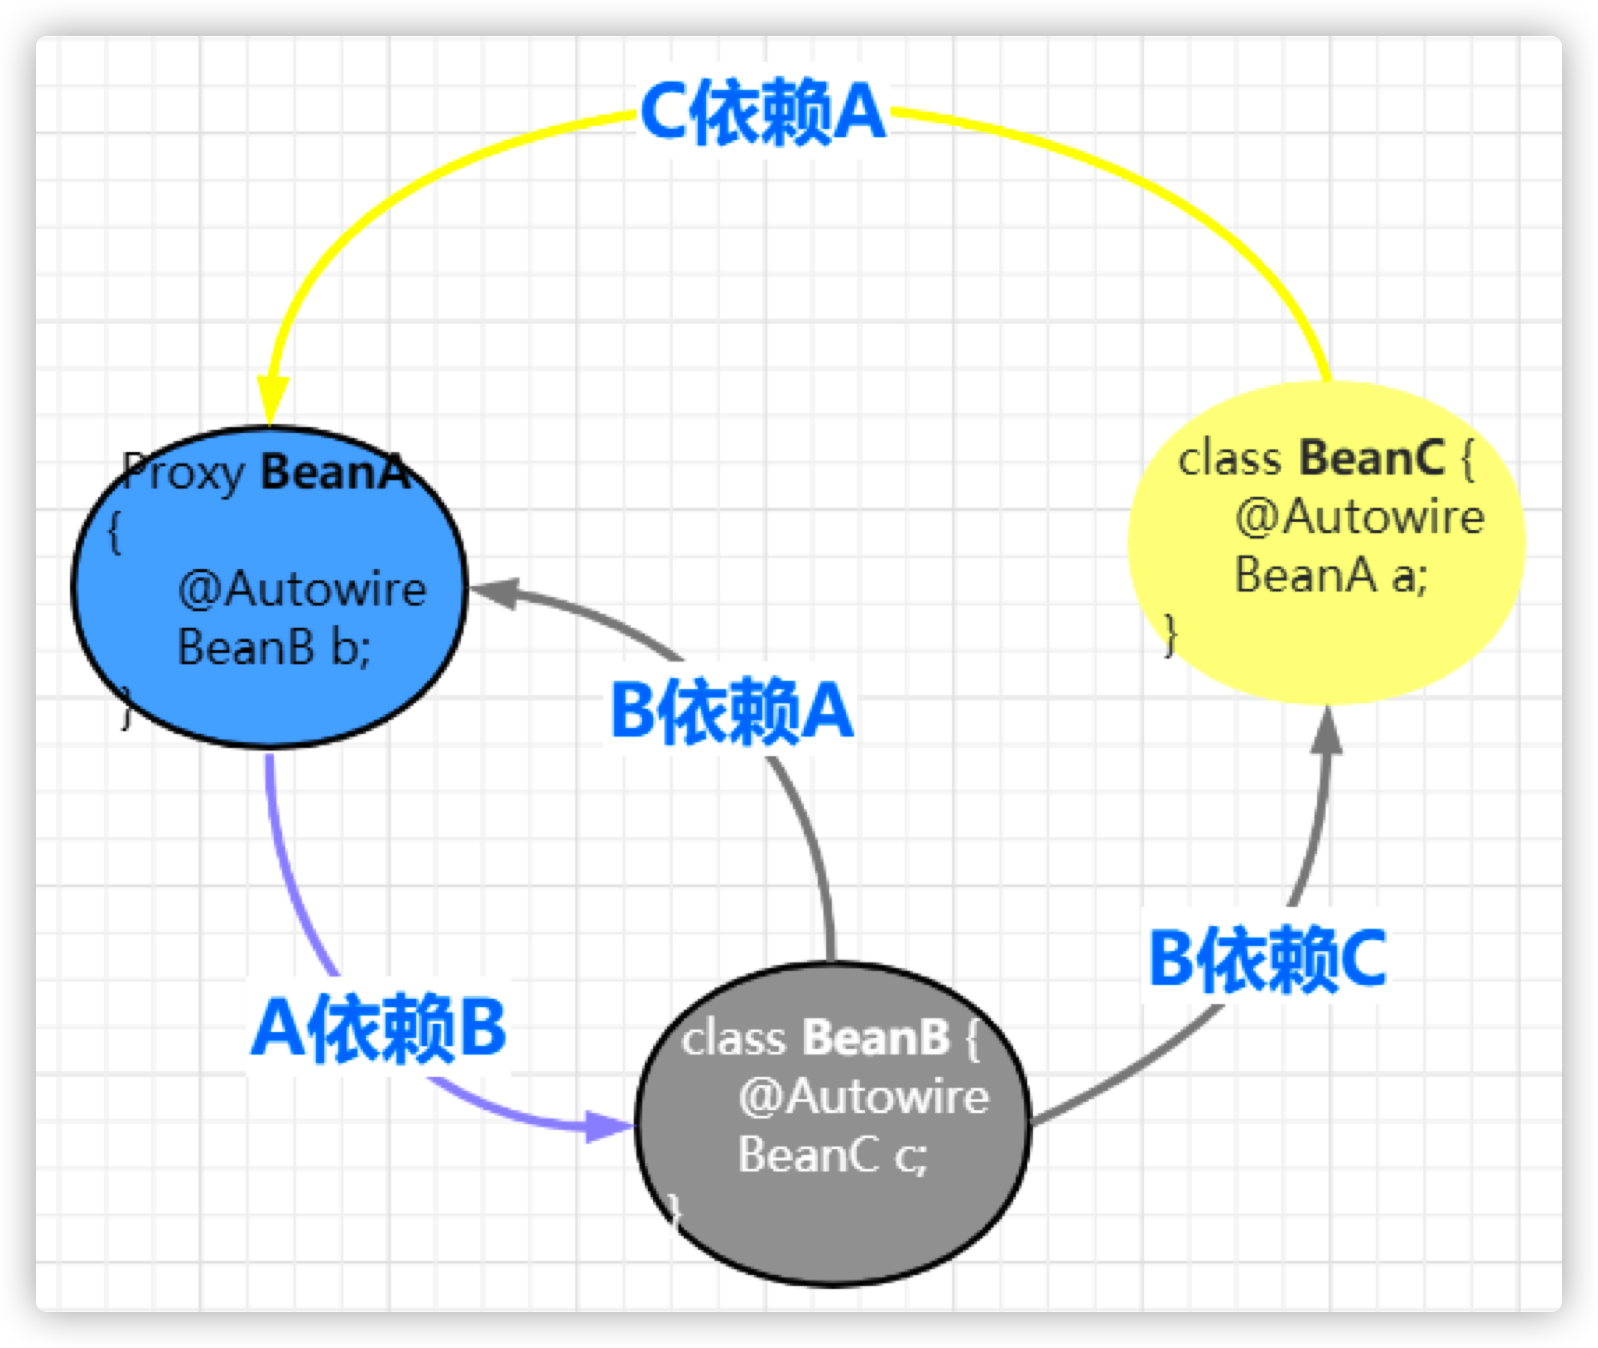 C依赖A
Proxy BeanA
{
@Autowire
BeanB b;
}
class BeanC {
@Autowire
BeanA a;
}
B依赖A
B依赖C
A依赖B
class BeanB {
@Autowire
BeanC c;
}